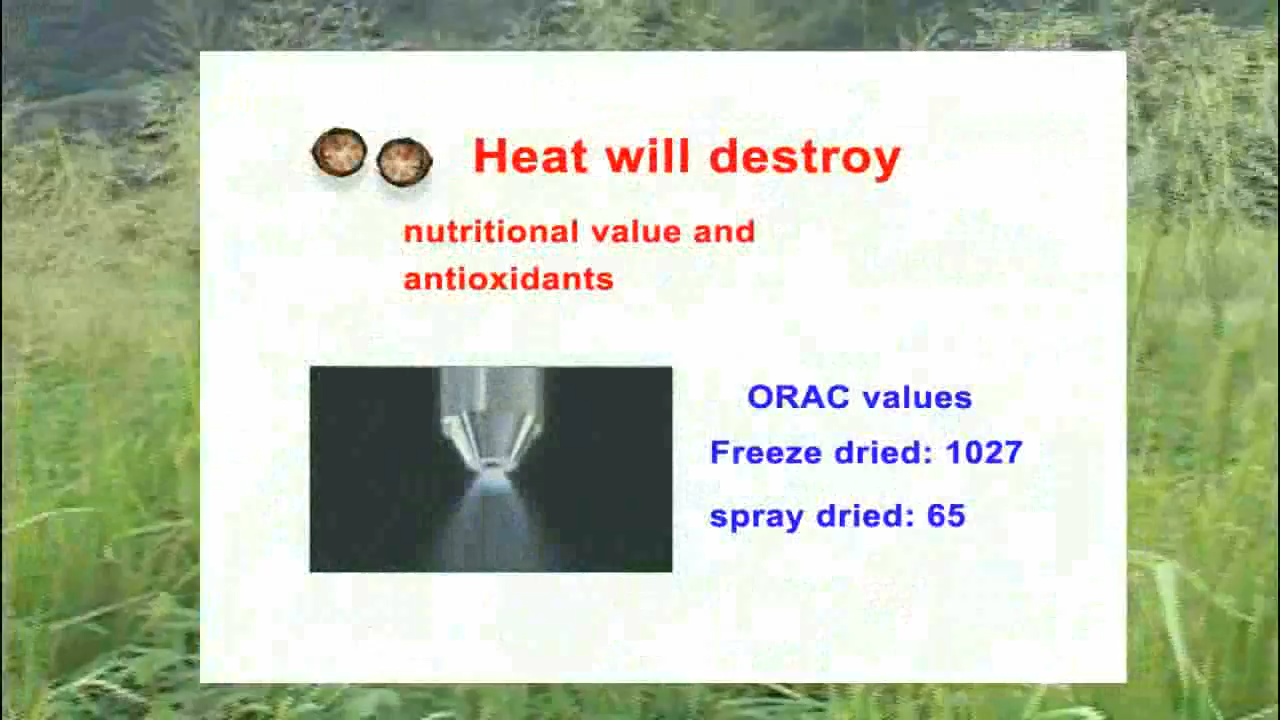 Heat will destroy
nutritional value and
antioxidants
ORAC values
Freeze dried: 1027
spray dried: 65